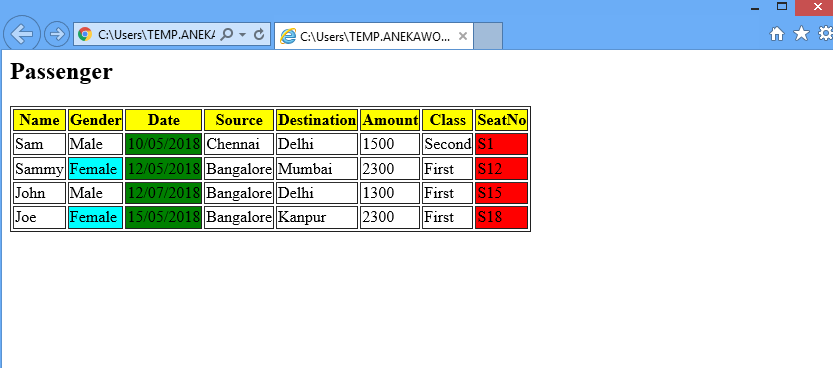 C:\Users\TEMP.ANEKA
C:\Users\TEMP.ANEKAWO...
Passenger
Name Gender Date Source Destination Amount Class SeatNo
Sam Male 10/05/2018 Chennai Delhi 1500 Second S1
Sammy Female 12/05/2018 Bangalore Mumbai 2300 First S12
John Male 12/07/2018 Bangalore Delhi 1300 First S15
Joe Female 15/05/2018 Bangalore Kanpur 2300 First S18